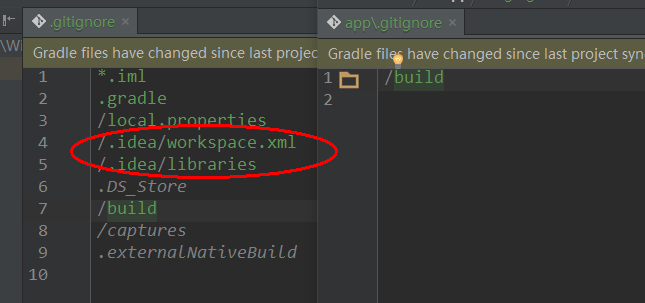 .gitignore ×
Gradle files have changed since last project
1 *.iml
2 .gradle
3 /local.properties
4 /.idea/workspace.xml
5 /.idea/libraries
6 .DS_Store
7 /build
8 /captures
9 .externalNativeBuild
10
app\.gitignore ×
Gradle files have changed since last project syn
1 /build
2
\Wi